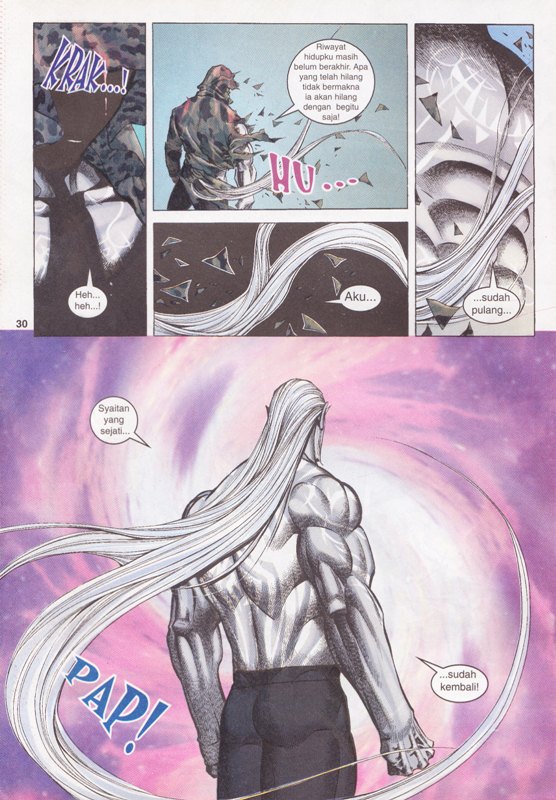 KRAK...!
Heh...
heh...!
Riwayat
hidupku masih
belum berakhir. Apa
yang telah hilang
tidak bermakna
ia akan hilang
dengan begitu
saja!
HU...
Aku...
...sudah
pulang...
30
Syaitan
yang
sejati...
PAP!
...sudah
kembali!